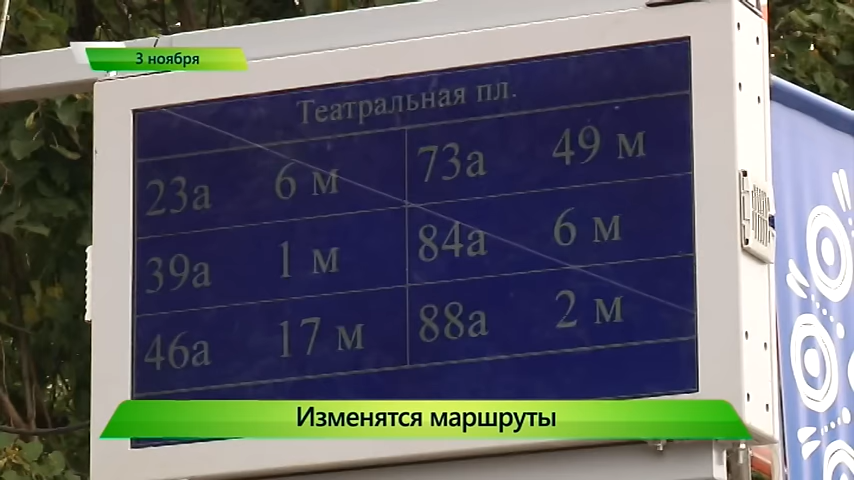 3 ноября
Театральная пл.
23а 6 м 73а 49 м
39а 1 м 84а 6 м
46а 17 м 88а 2 м
Изменятся маршруты